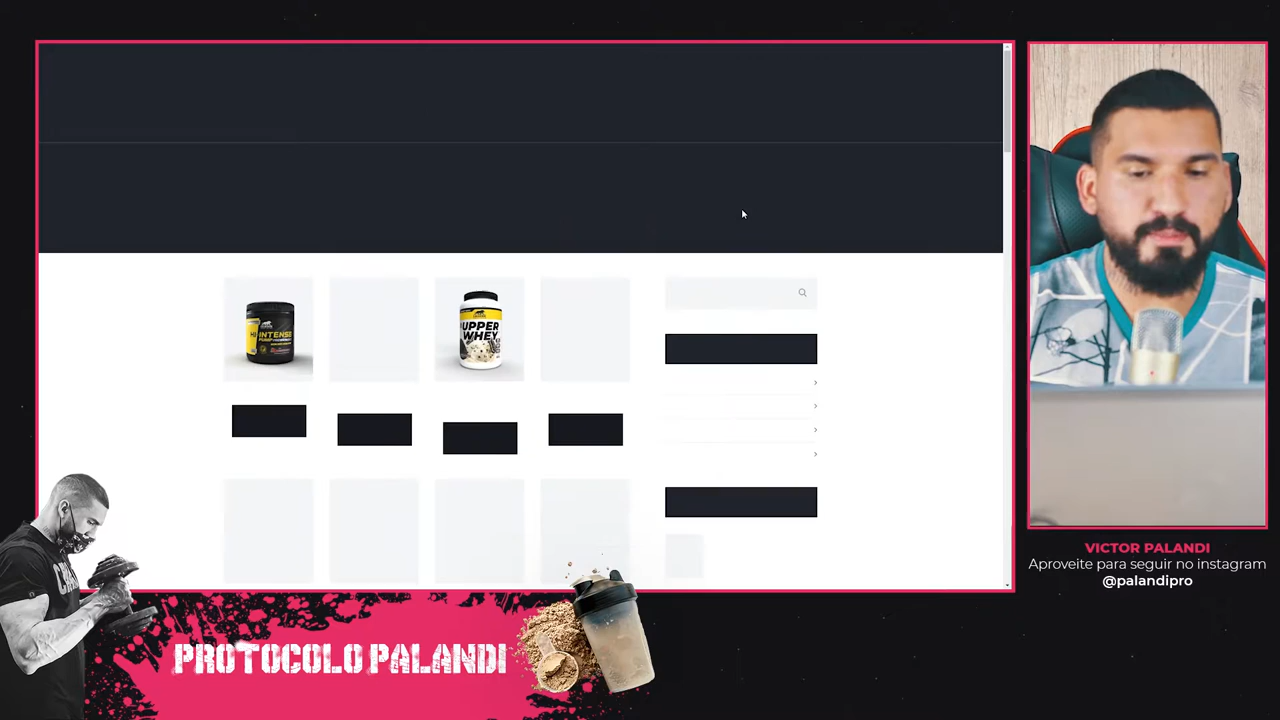 INTENSE
UPPER
WHEY
VICTOR PALANDI
Aproveite para seguir no instagram
@palandipro
PROTOCOLO PALANDI